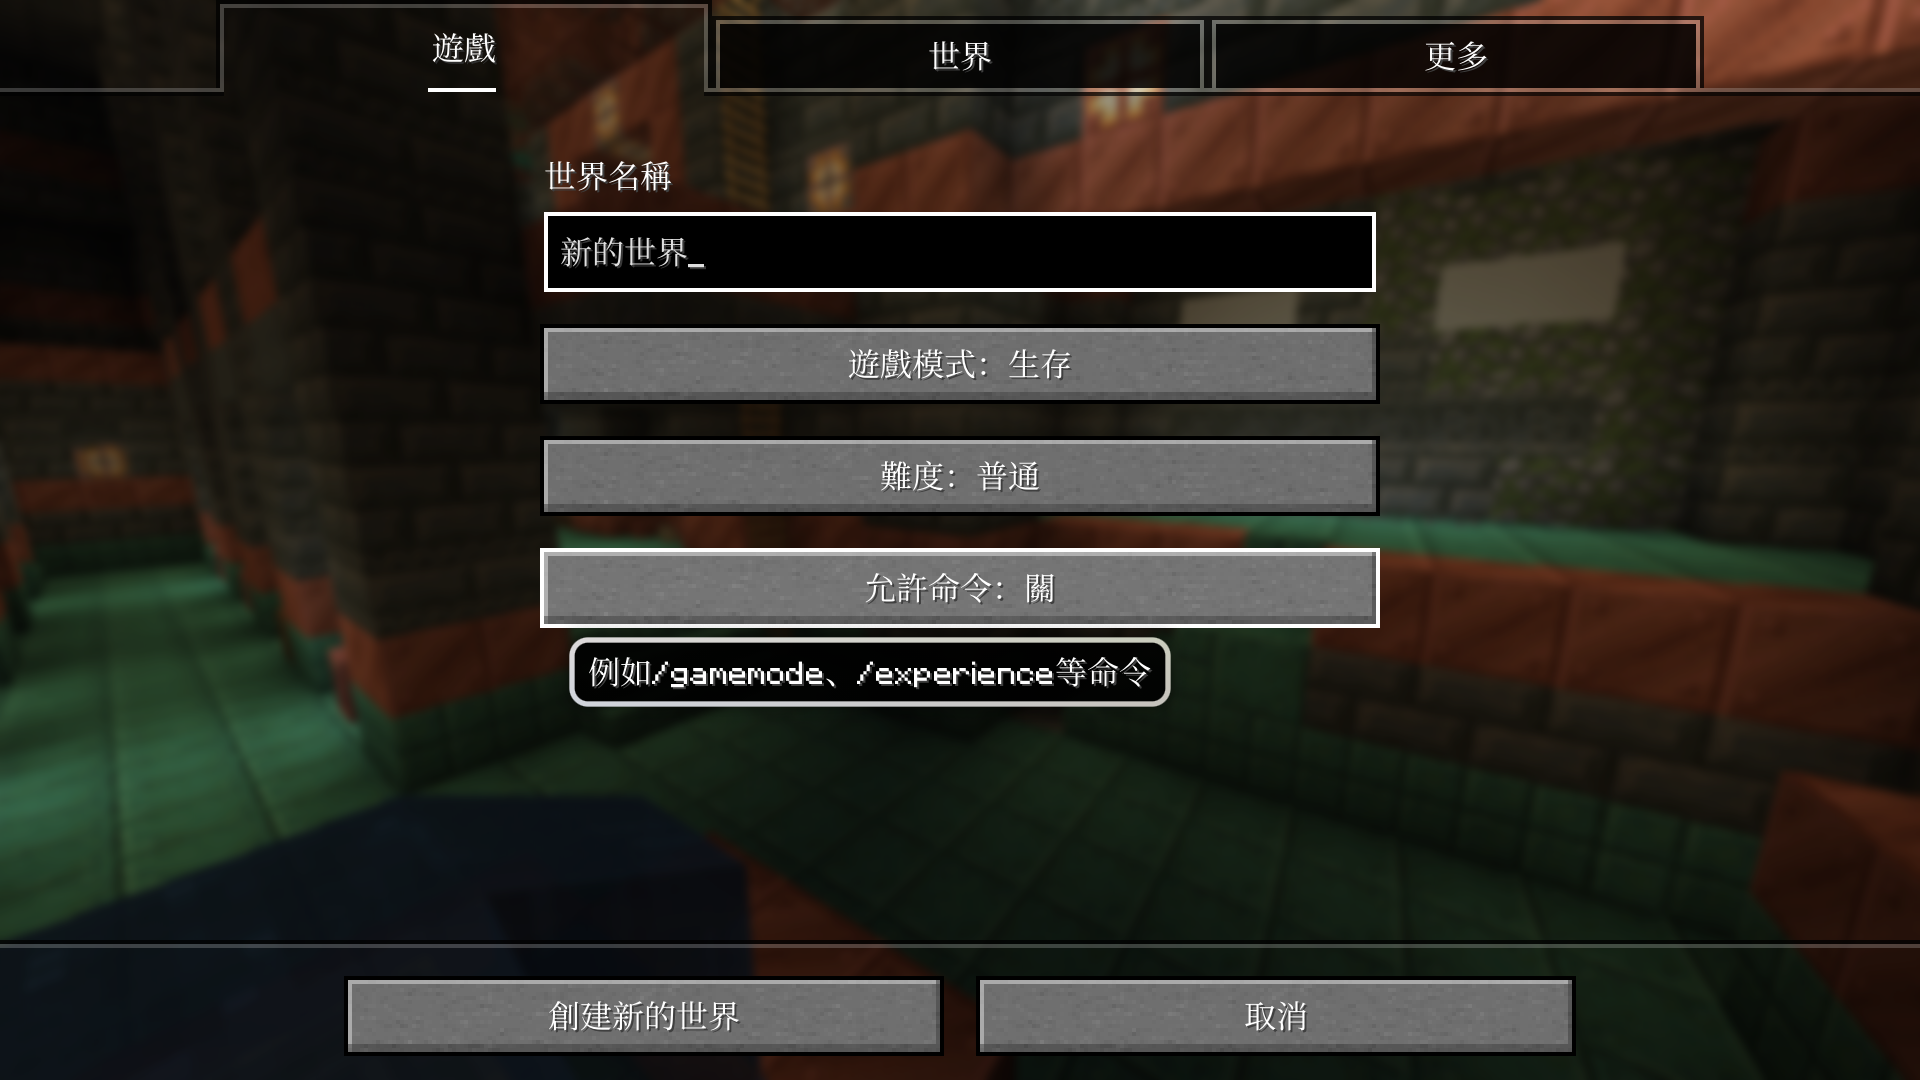 遊戲
世界
更多
世界名稱
新的世界_
遊戲模式：生存
難度：普通
允許命令：關
例如/gamemode、/experience等命令
創建新的世界
取消